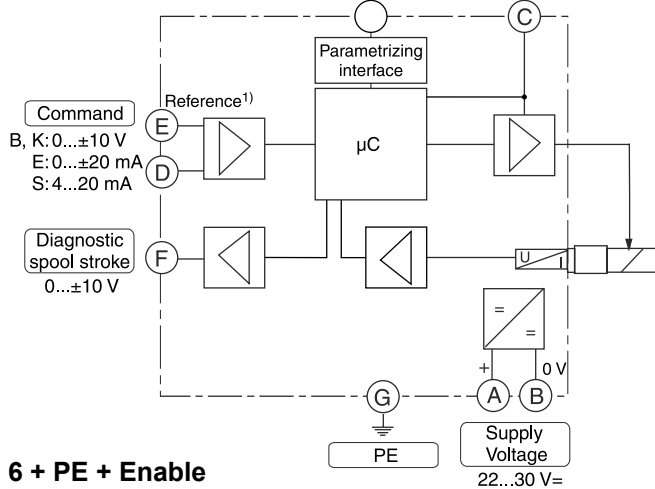 C
Parametrizing
interface
Command
Reference¹⁾
B, K: 0...±10 V
E: 0...±20 mA
S: 4...20 mA
E
D
µC
Diagnostic
spool stroke
0...±10 V
F
U
I
=
=
+
0 V
A
B
G
PE
Supply
Voltage
22...30 V=
6 + PE + Enable